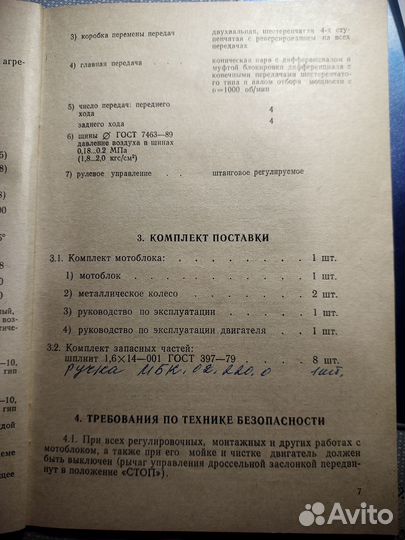 агре-
3) коробка перемены передач
двухвальная, шестеренчатая 4-х сту-
пенчатая с реверсированием на всех
передачах
4) главная передача
коническая пара с дифференциалом и
муфтой блокировки дифференциала с
конечными передачами шестеренчато-
го типа и валом отбора мощности с
n=1000 об/мин
5) число передач: переднего
хода 4
заднего хода 4
6) шины ∅ ГОСТ 7463—89
давление воздуха в шинах
0,18...0.2 МПа
(1,8...2,0 кгс/см²)
7) рулевое управление штанговое регулируемое
3. КОМПЛЕКТ ПОСТАВКИ
3.1. Комплект мотоблока: 1 шт.
1) мотоблок 1 шт.
2) металлическое колесо 2 шт.
3) руководство по эксплуатации 1 шт.
4) руководство по эксплуатации двигателя 1 шт.
3.2. Комплект запасных частей:
шплинт 1,6×14—001 ГОСТ 397—79 8 шт.
ручка МБК.02.220.0 1шт.
4. ТРЕБОВАНИЯ ПО ТЕХНИКЕ БЕЗОПАСНОСТИ
4.1. При всех регулировочных, монтажных и других работах с
мотоблоком, а также при его мойке и чистке двигатель должен
быть выключен (рычаг управления дроссельной заслонкой передви-
нут в положение «СТОП»).
7
Avito